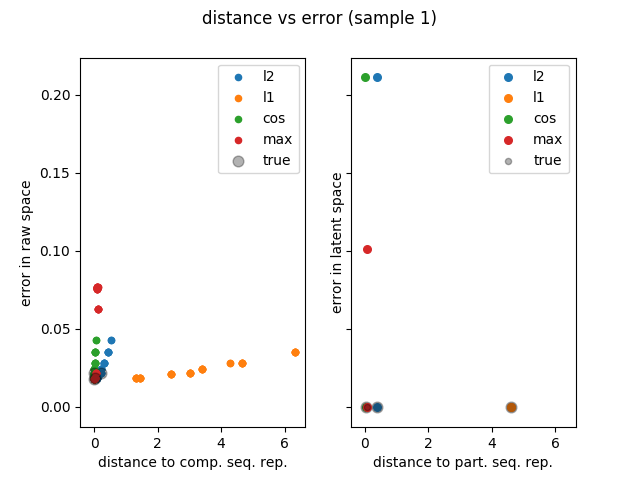 distance vs error (sample 1)
error in raw space
0.20
0.15
0.10
0.05
0.00
0
2
4
6
distance to comp. seq. rep.
l2
l1
cos
max
true
error in latent space
0
2
4
6
distance to part. seq. rep.
l2
l1
cos
max
true